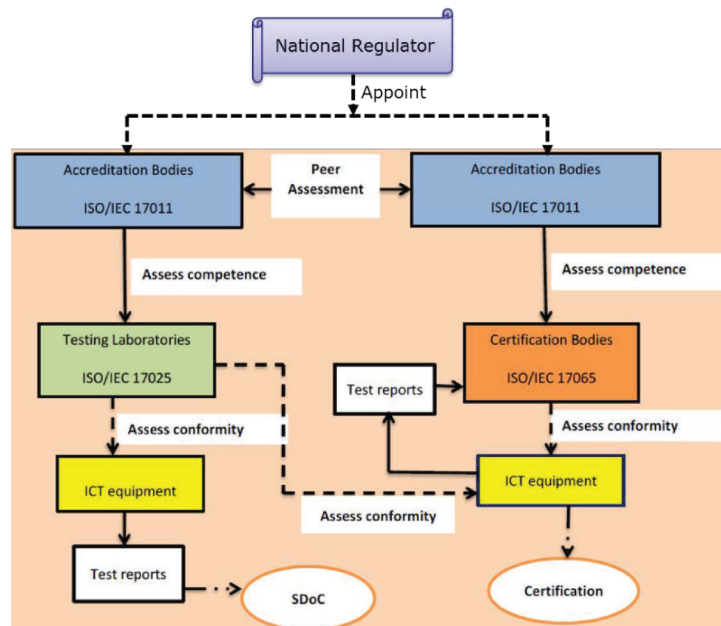 National Regulator
Appoint
Accreditation Bodies
ISO/IEC 17011
Peer
Assessment
Accreditation Bodies
ISO/IEC 17011
Assess competence
Assess competence
Testing Laboratories
ISO/IEC 17025
Certification Bodies
ISO/IEC 17065
Test reports
Assess conformity
Assess conformity
ICT equipment
ICT equipment
Assess conformity
Test reports
SDoC
Certification